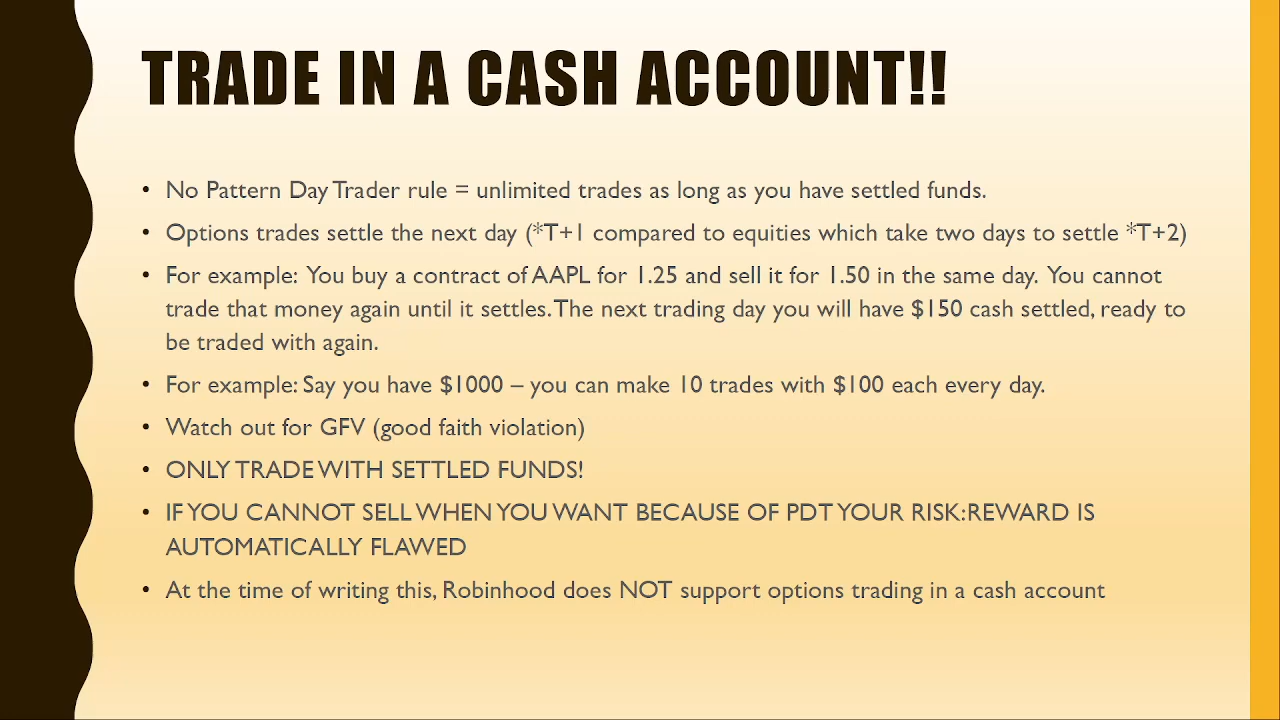 TRADE IN A CASH ACCOUNT!!
• No Pattern Day Trader rule = unlimited trades as long as you have settled funds.
• Options trades settle the next day (*T+1 compared to equities which take two days to settle *T+2)
• For example: You buy a contract of AAPL for 1.25 and sell it for 1.50 in the same day. You cannot
trade that money again until it settles. The next trading day you will have $150 cash settled, ready to
be traded with again.
• For example: Say you have $1000 – you can make 10 trades with $100 each every day.
• Watch out for GFV (good faith violation)
• ONLY TRADE WITH SETTLED FUNDS!
• IF YOU CANNOT SELL WHEN YOU WANT BECAUSE OF PDT YOUR RISK:REWARD IS
AUTOMATICALLY FLAWED
• At the time of writing this, Robinhood does NOT support options trading in a cash account